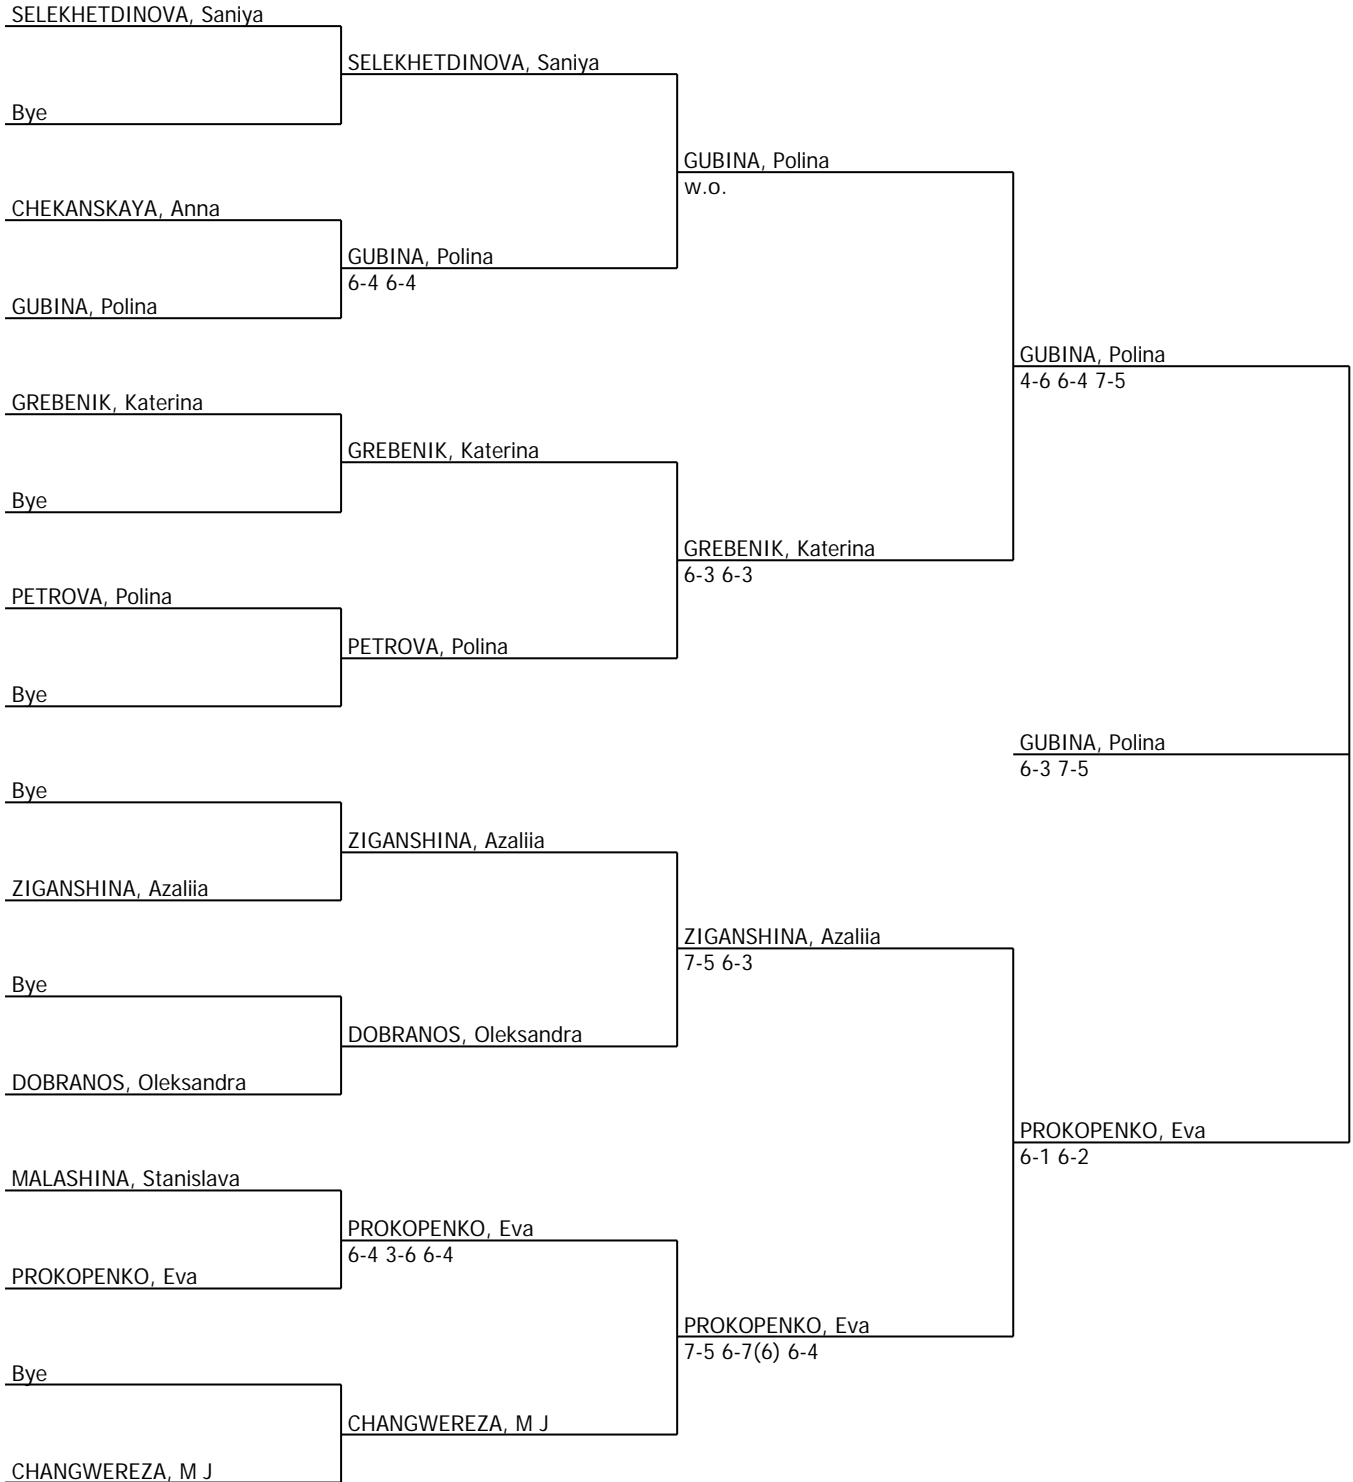 SELEKHETDINOVA, Saniya
SELEKHETDINOVA, Saniya
Bye
GUBINA, Polina
w.o.
CHEKANSKAYA, Anna
GUBINA, Polina
6-4 6-4
GUBINA, Polina
GUBINA, Polina
4-6 6-4 7-5
GREBENIK, Katerina
GREBENIK, Katerina
Bye
GREBENIK, Katerina
6-3 6-3
PETROVA, Polina
PETROVA, Polina
Bye
GUBINA, Polina
6-3 7-5
Bye
ZIGANSHINA, Azaliia
ZIGANSHINA, Azaliia
ZIGANSHINA, Azaliia
7-5 6-3
Bye
DOBRANOS, Oleksandra
DOBRANOS, Oleksandra
PROKOPENKO, Eva
6-1 6-2
MALASHINA, Stanislava
PROKOPENKO, Eva
6-4 3-6 6-4
PROKOPENKO, Eva
PROKOPENKO, Eva
7-5 6-7(6) 6-4
Bye
CHANGWEREZA, M J
CHANGWEREZA, M J